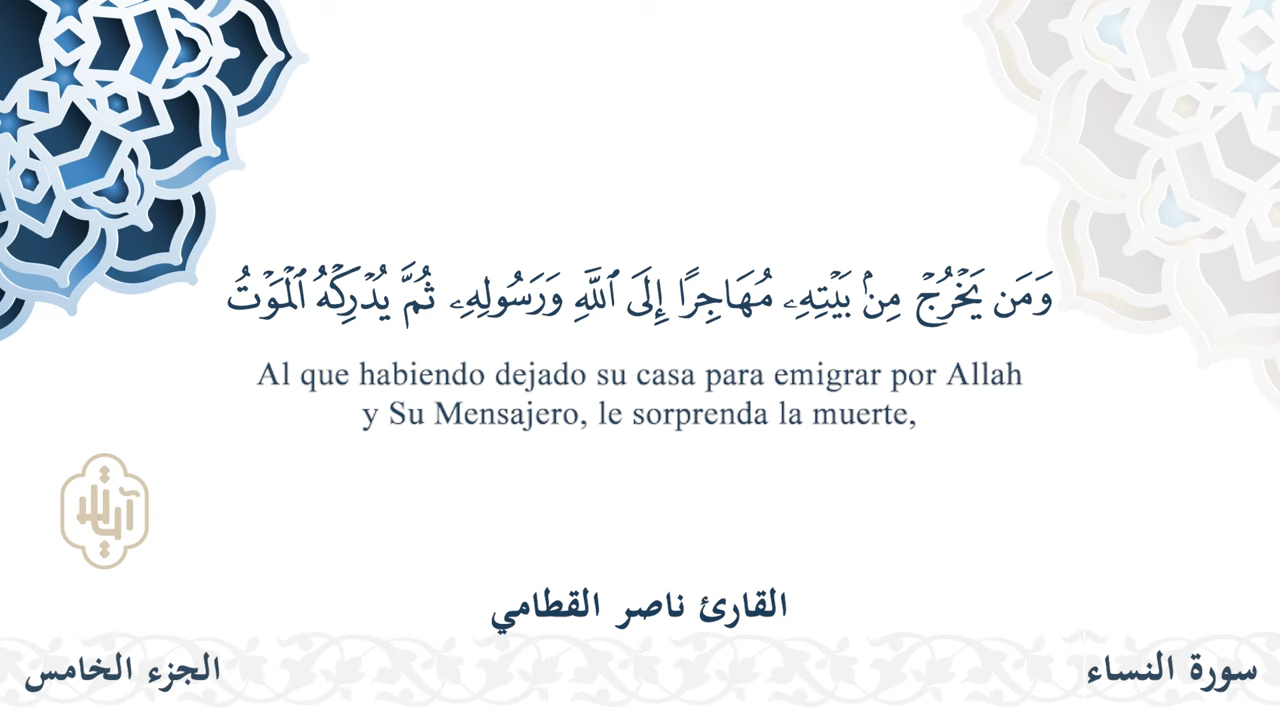 وَمَن يَخْرُجْ مِنۢ بَيْتِهِۦ مُهَاجِرًا إِلَى ٱللَّهِ وَرَسُولِهِۦ ثُمَّ يُدْرِكْهُ ٱلْمَوْتُ
Al que habiendo dejado su casa para emigrar por Allah
y Su Mensajero, le sorprenda la muerte,
القارئ ناصر القطامي
سورة النساء
الجزء الخامس